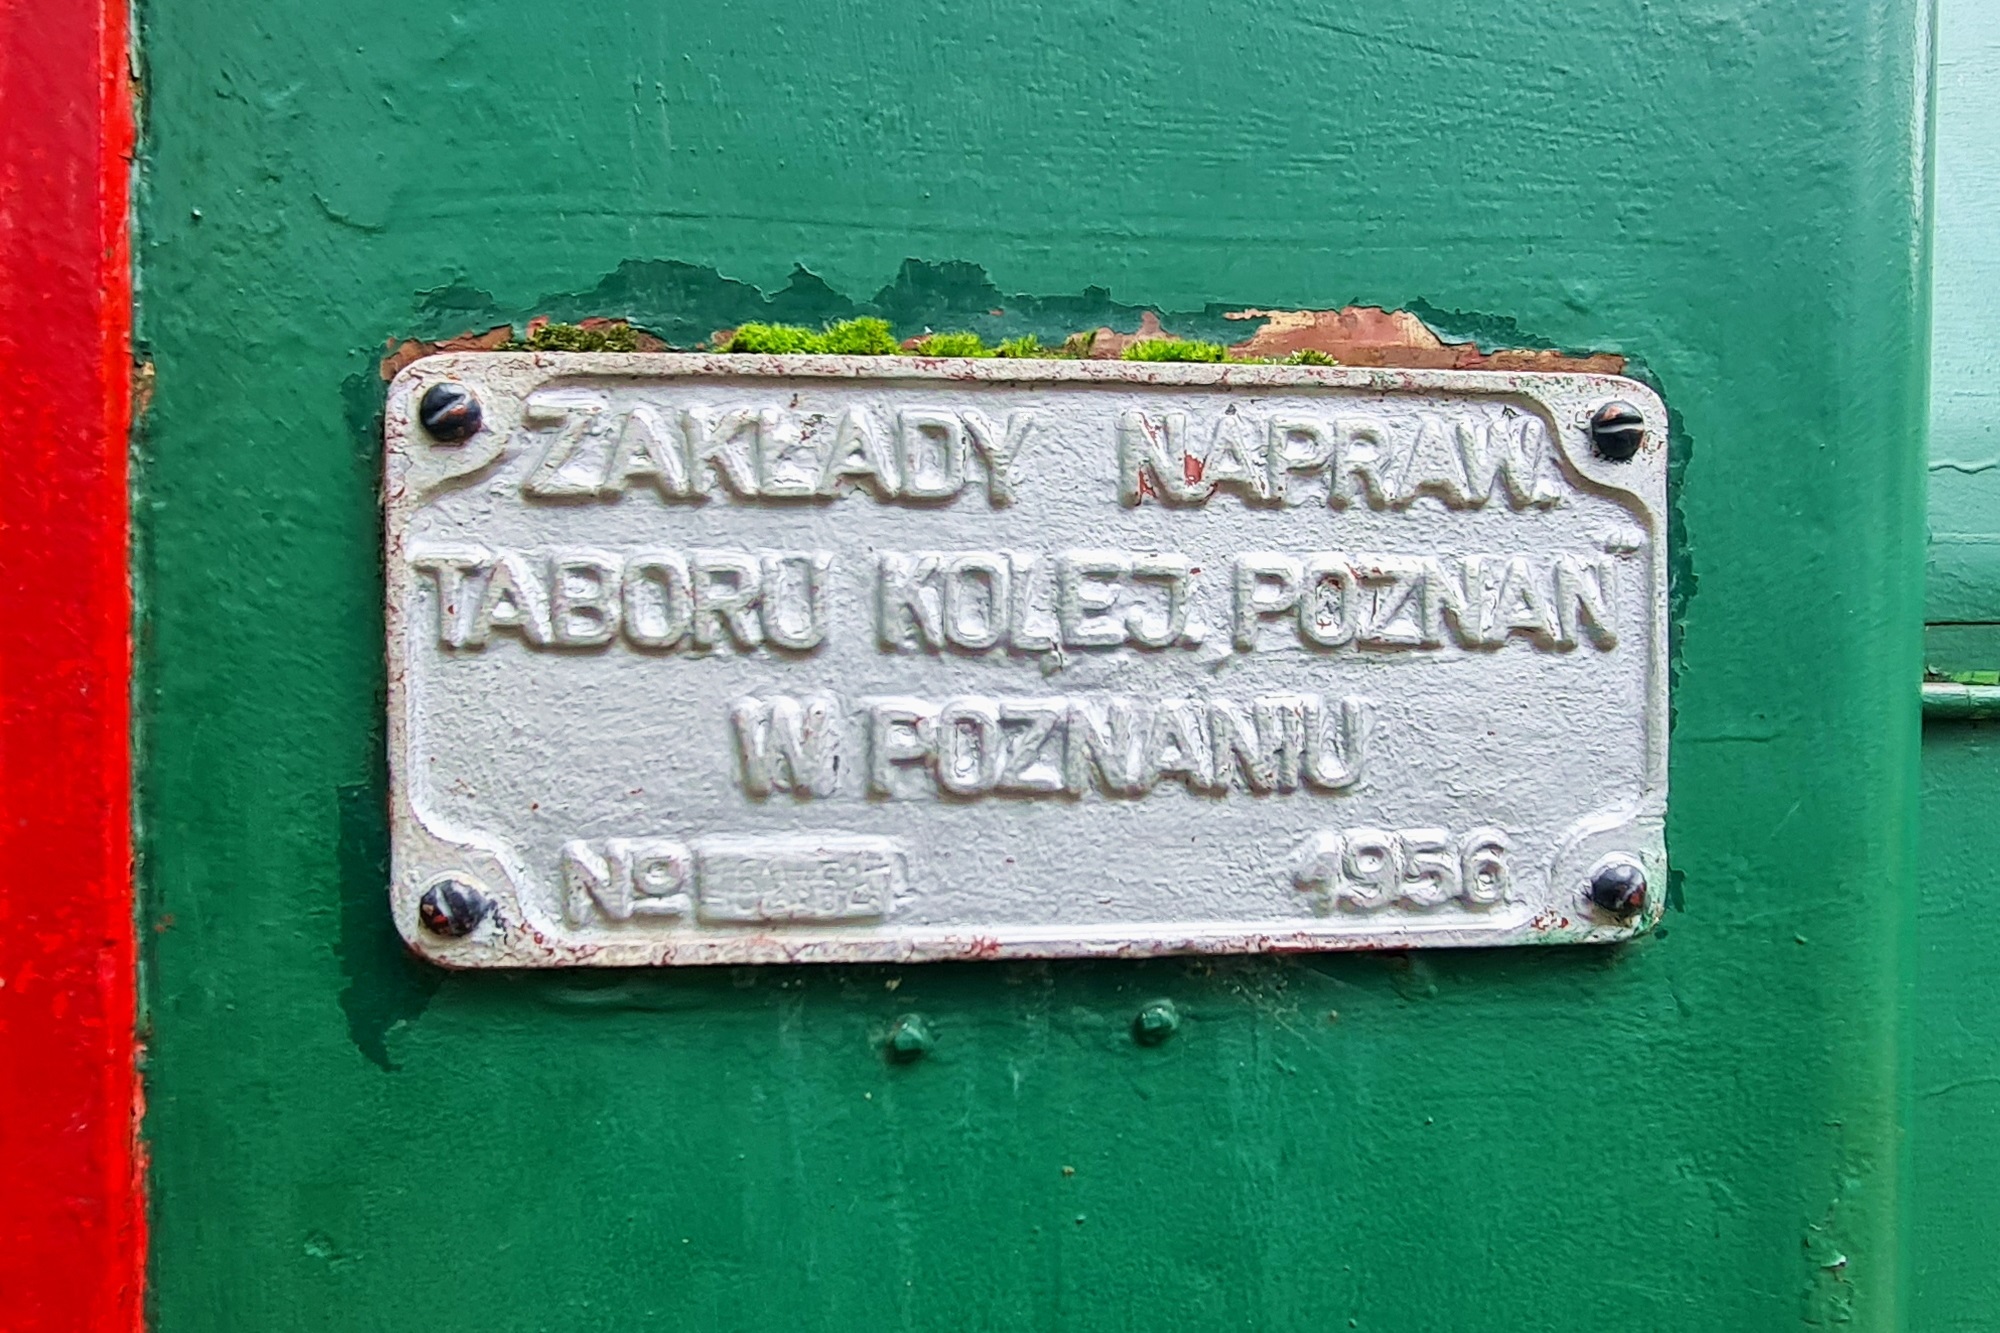 ZAKŁADY NAPRAW.
TABORU KOLEJ. POZNAŃ
W POZNANIU
No
1956